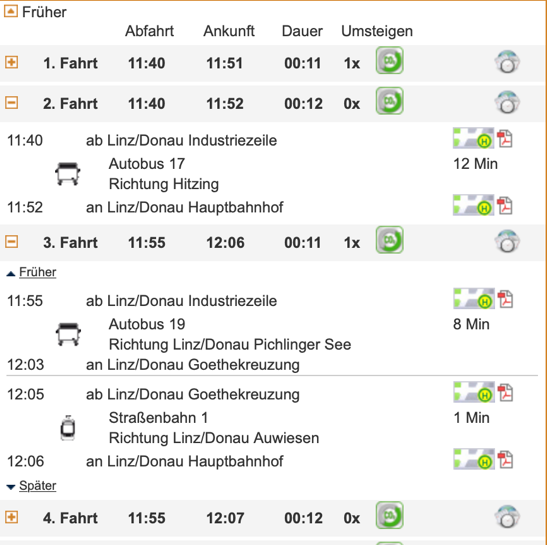 Früher
Abfahrt Ankunft Dauer Umsteigen
1. Fahrt 11:40 11:51 00:11 1x
2. Fahrt 11:40 11:52 00:12 0x
11:40 ab Linz/Donau Industriezeile H
Autobus 17 12 Min
Richtung Hitzing
11:52 an Linz/Donau Hauptbahnhof H
3. Fahrt 11:55 12:06 00:11 1x
Früher
11:55 ab Linz/Donau Industriezeile H
Autobus 19 8 Min
Richtung Linz/Donau Pichlinger See
12:03 an Linz/Donau Goethekreuzung
12:05 ab Linz/Donau Goethekreuzung H
Straßenbahn 1 1 Min
Richtung Linz/Donau Auwiesen
12:06 an Linz/Donau Hauptbahnhof H
Später
4. Fahrt 11:55 12:07 00:12 0x